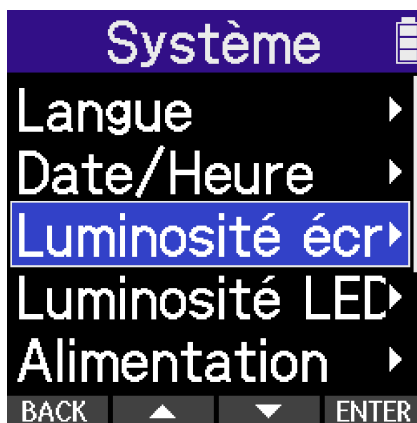 Système
Langue
Date/Heure
Luminosité écr
Luminosité LED
Alimentation
BACK ENTER